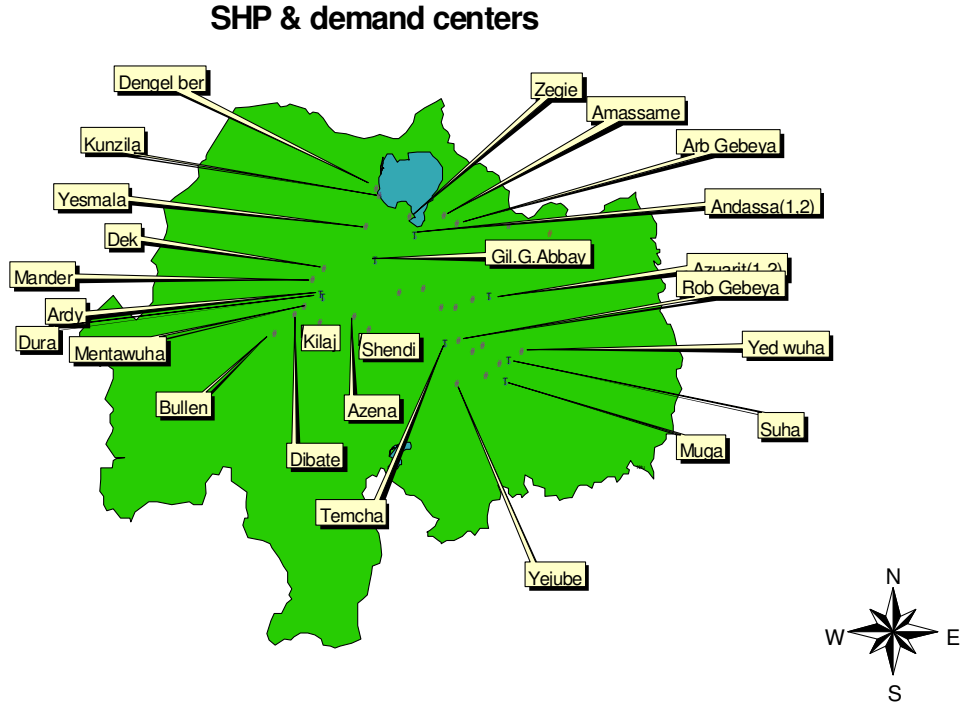 SHP & demand centers
Dengel ber
Zegie
Amassame
Kunzila
Arb Gebeya
Yesmala
Andassa(1,2)
Dek
Gil.G.Abbay
Mander
Azuarit(1,2)
Rob Gebeya
Ardy
Dura
Mentawuha
Kilaj
Shendi
Yed wuha
Bullen
Azena
Suha
Muga
Dibate
Temcha
Yejube
N
W
E
S